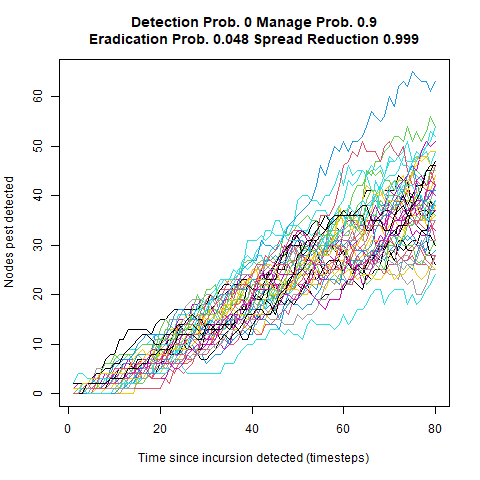 Detection Prob. 0 Manage Prob. 0.9
Eradication Prob. 0.048 Spread Reduction 0.999
Nodes pest detected
60
50
40
30
20
10
0
0 20 40 60 80
Time since incursion detected (timesteps)